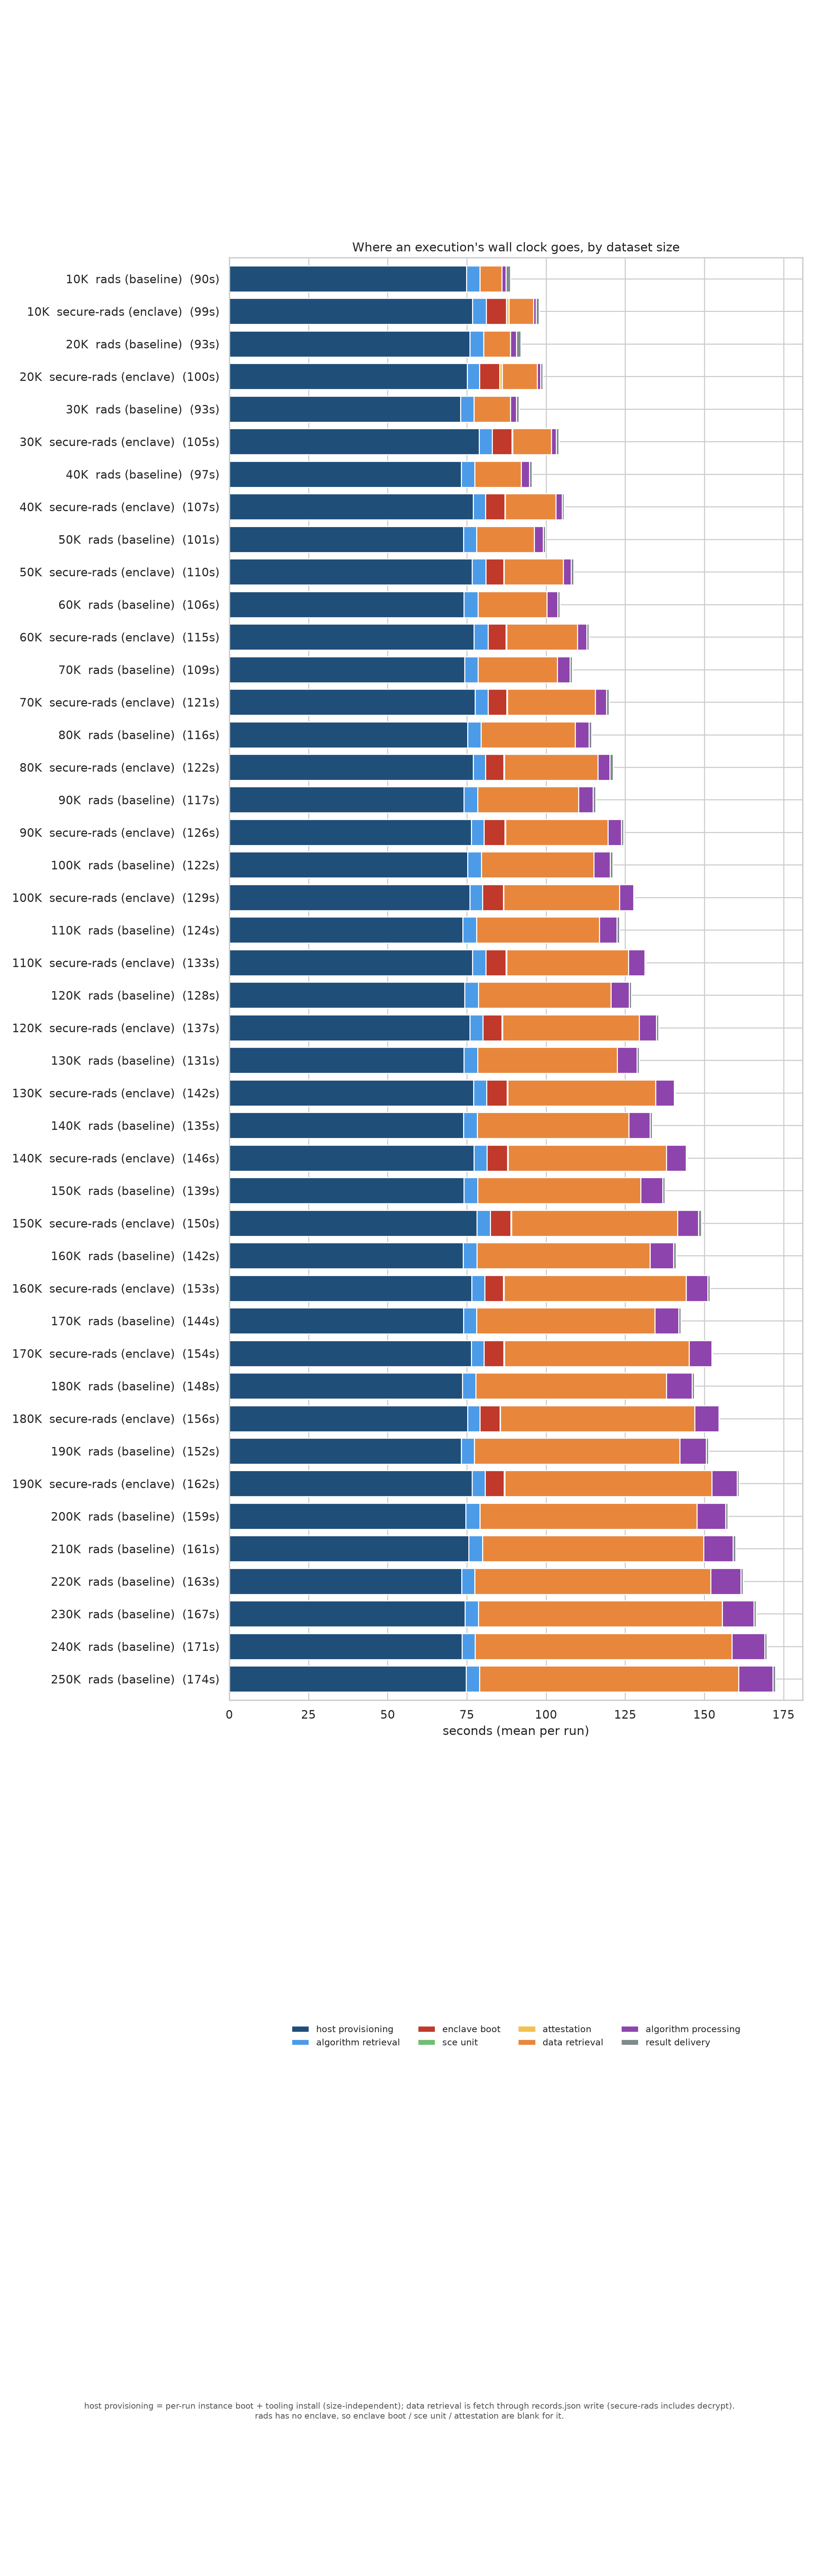 Where an execution's wall clock goes, by dataset size
10K  rads (baseline)  (90s)
10K  secure-rads (enclave)  (99s)
20K  rads (baseline)  (93s)
20K  secure-rads (enclave)  (100s)
30K  rads (baseline)  (93s)
30K  secure-rads (enclave)  (105s)
40K  rads (baseline)  (97s)
40K  secure-rads (enclave)  (107s)
50K  rads (baseline)  (101s)
50K  secure-rads (enclave)  (110s)
60K  rads (baseline)  (106s)
60K  secure-rads (enclave)  (115s)
70K  rads (baseline)  (109s)
70K  secure-rads (enclave)  (121s)
80K  rads (baseline)  (116s)
80K  secure-rads (enclave)  (122s)
90K  rads (baseline)  (117s)
90K  secure-rads (enclave)  (126s)
100K  rads (baseline)  (122s)
100K  secure-rads (enclave)  (129s)
110K  rads (baseline)  (124s)
110K  secure-rads (enclave)  (133s)
120K  rads (baseline)  (128s)
120K  secure-rads (enclave)  (137s)
130K  rads (baseline)  (131s)
130K  secure-rads (enclave)  (142s)
140K  rads (baseline)  (135s)
140K  secure-rads (enclave)  (146s)
150K  rads (baseline)  (139s)
150K  secure-rads (enclave)  (150s)
160K  rads (baseline)  (142s)
160K  secure-rads (enclave)  (153s)
170K  rads (baseline)  (144s)
170K  secure-rads (enclave)  (154s)
180K  rads (baseline)  (148s)
180K  secure-rads (enclave)  (156s)
190K  rads (baseline)  (152s)
190K  secure-rads (enclave)  (162s)
200K  rads (baseline)  (159s)
210K  rads (baseline)  (161s)
220K  rads (baseline)  (163s)
230K  rads (baseline)  (167s)
240K  rads (baseline)  (171s)
250K  rads (baseline)  (174s)
0 25 50 75 100 125 150 175
seconds (mean per run)
host provisioning enclave boot attestation algorithm processing
algorithm retrieval sce unit data retrieval result delivery
host provisioning = per-run instance boot + tooling install (size-independent); data retrieval is fetch through records.json write (secure-rads includes decrypt).
rads has no enclave, so enclave boot / sce unit / attestation are blank for it.